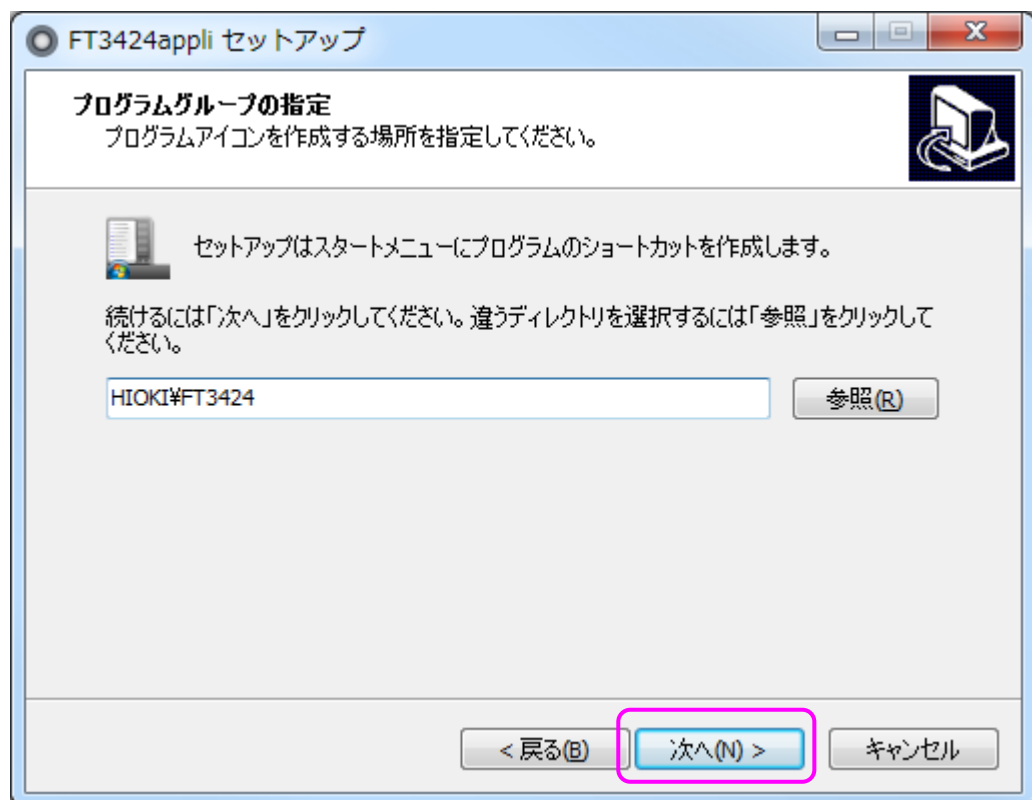 FT3424appli セットアップ
プログラムグループの指定
プログラムアイコンを作成する場所を指定してください。
セットアップはスタートメニューにプログラムのショートカットを作成します。
続けるには「次へ」をクリックしてください。違うディレクトリを選択するには「参照」をクリックして
ください。
HIOKI¥FT3424
参照(R)
< 戻る(B)
次へ(N) >
キャンセル